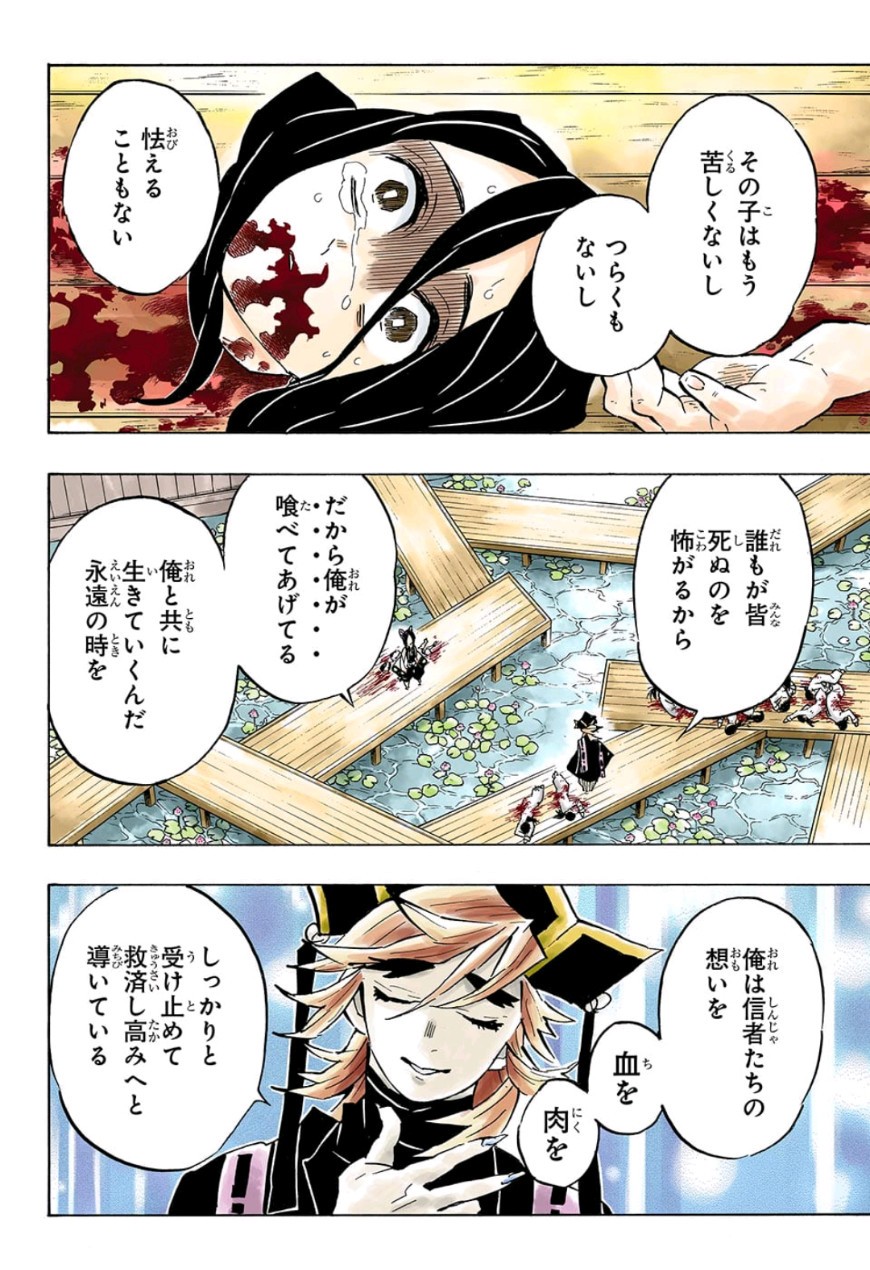 その子はもう
苦しくないし
つらくも
ないし
怯える
こともない
誰もが皆
死ぬのを
怖がるから
だから俺が
喰べてあげてる
俺と共に
生きていくんだ
永遠の時を
俺は信者たちの
想いを
血を
肉を
しっかりと
受け止めて
救済し高みへと
導いている